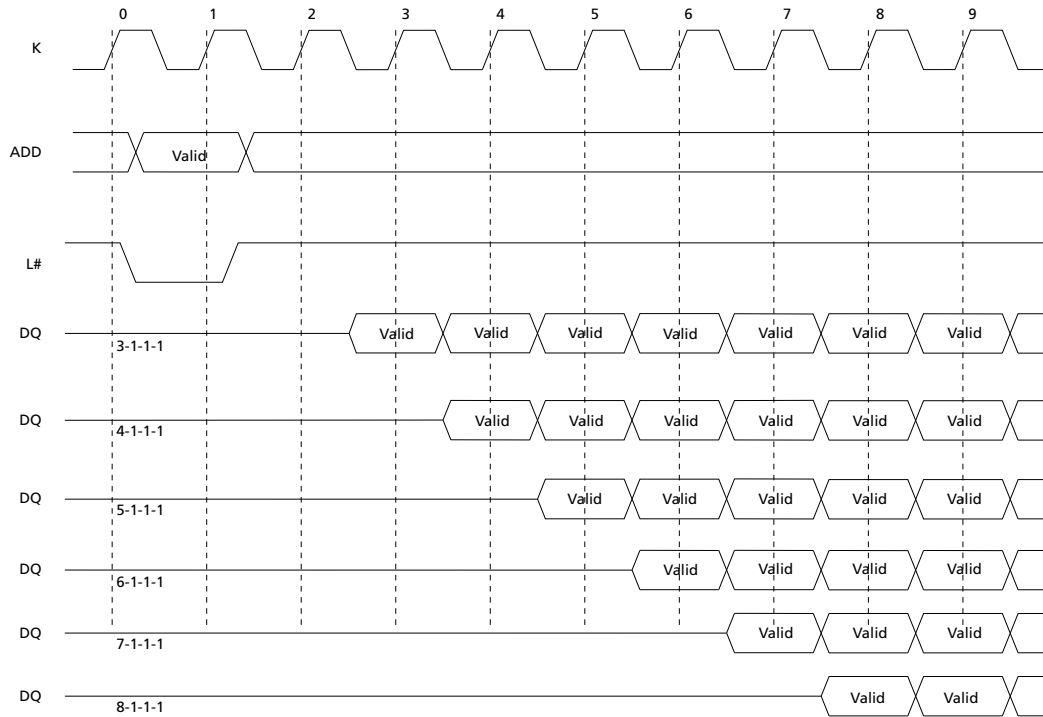 0 1 2 3 4 5 6 7 8 9
K
ADD Valid
L#
DQ Valid Valid Valid Valid Valid Valid Valid
3-1-1-1
DQ Valid Valid Valid Valid Valid Valid
4-1-1-1
DQ Valid Valid Valid Valid Valid
5-1-1-1
DQ Valid Valid Valid Valid
6-1-1-1
DQ Valid Valid Valid
7-1-1-1
DQ Valid Valid
8-1-1-1